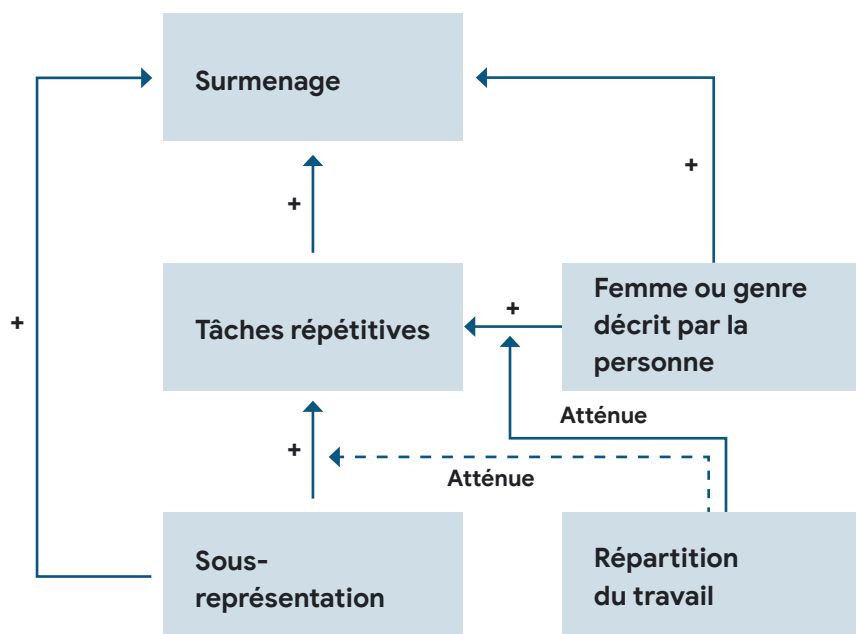 Surmenage
+
+
Tâches répétitives
+
Femme ou genre
décrit par la
personne
+
Atténue
+
Atténue
Sous-
représentation
Répartition
du travail